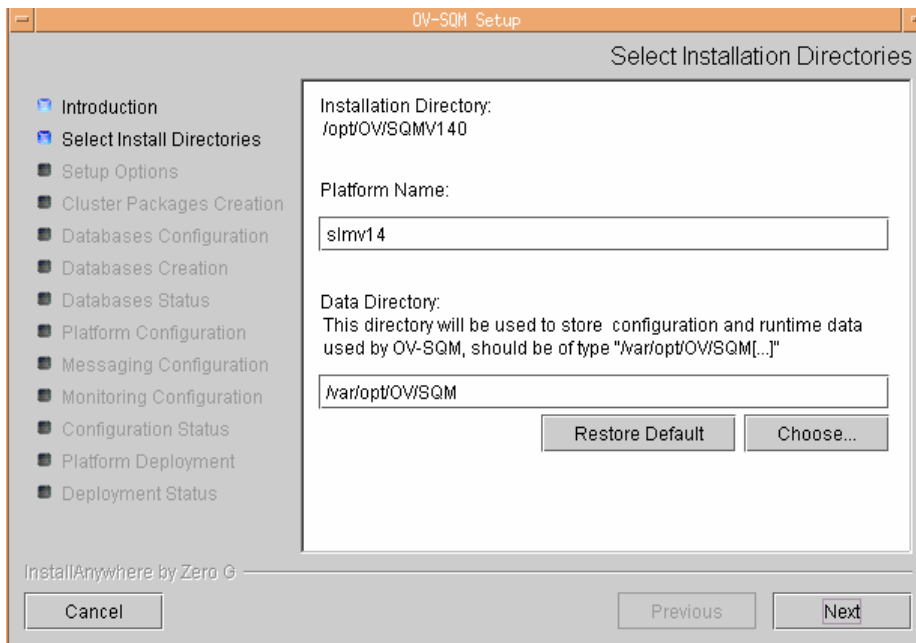 OV-SQM Setup
Select Installation Directories
Introduction
Select Install Directories
Setup Options
Cluster Packages Creation
Databases Configuration
Databases Creation
Databases Status
Platform Configuration
Messaging Configuration
Monitoring Configuration
Configuration Status
Platform Deployment
Deployment Status
Installation Directory:
/opt/OV/SQMV140
Platform Name:
slmv14
Data Directory:
This directory will be used to store configuration and runtime data
used by OV-SQM, should be of type "/var/opt/OV/SQM[...]"
/var/opt/OV/SQM
Restore Default
Choose...
InstallAnywhere by Zero G
Cancel
Previous
Next